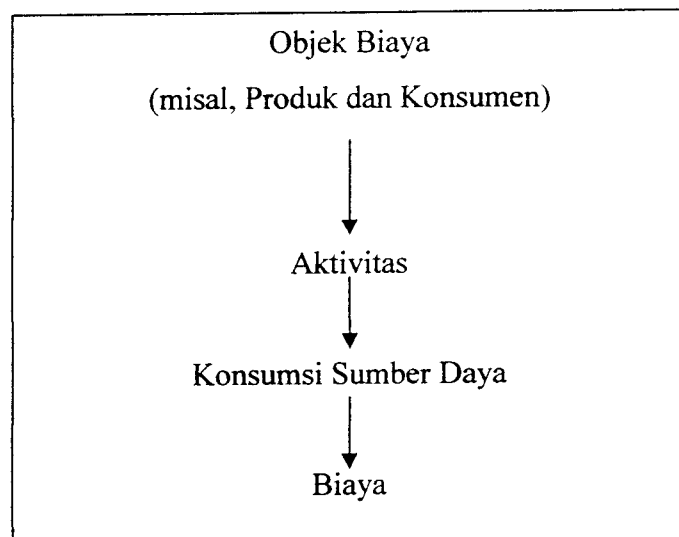 Objek Biaya
(misal, Produk dan Konsumen)
Aktivitas
Konsumsi Sumber Daya
Biaya